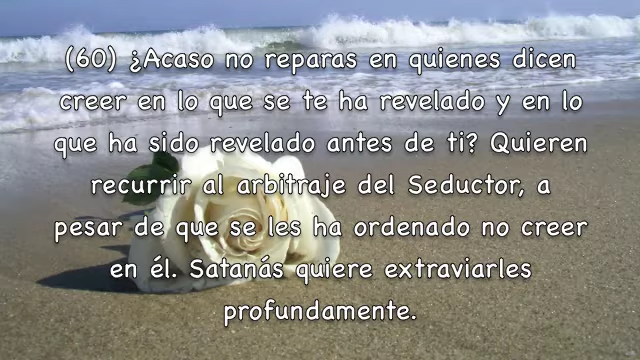 (60) ¿Acaso no reparas en quienes dicen
creer en lo que se te ha revelado y en lo
que ha sido revelado antes de ti? Quieren
recurrir al arbitraje del Seductor, a
pesar de que se les ha ordenado no creer
en él. Satanás quiere extraviarles
profundamente.